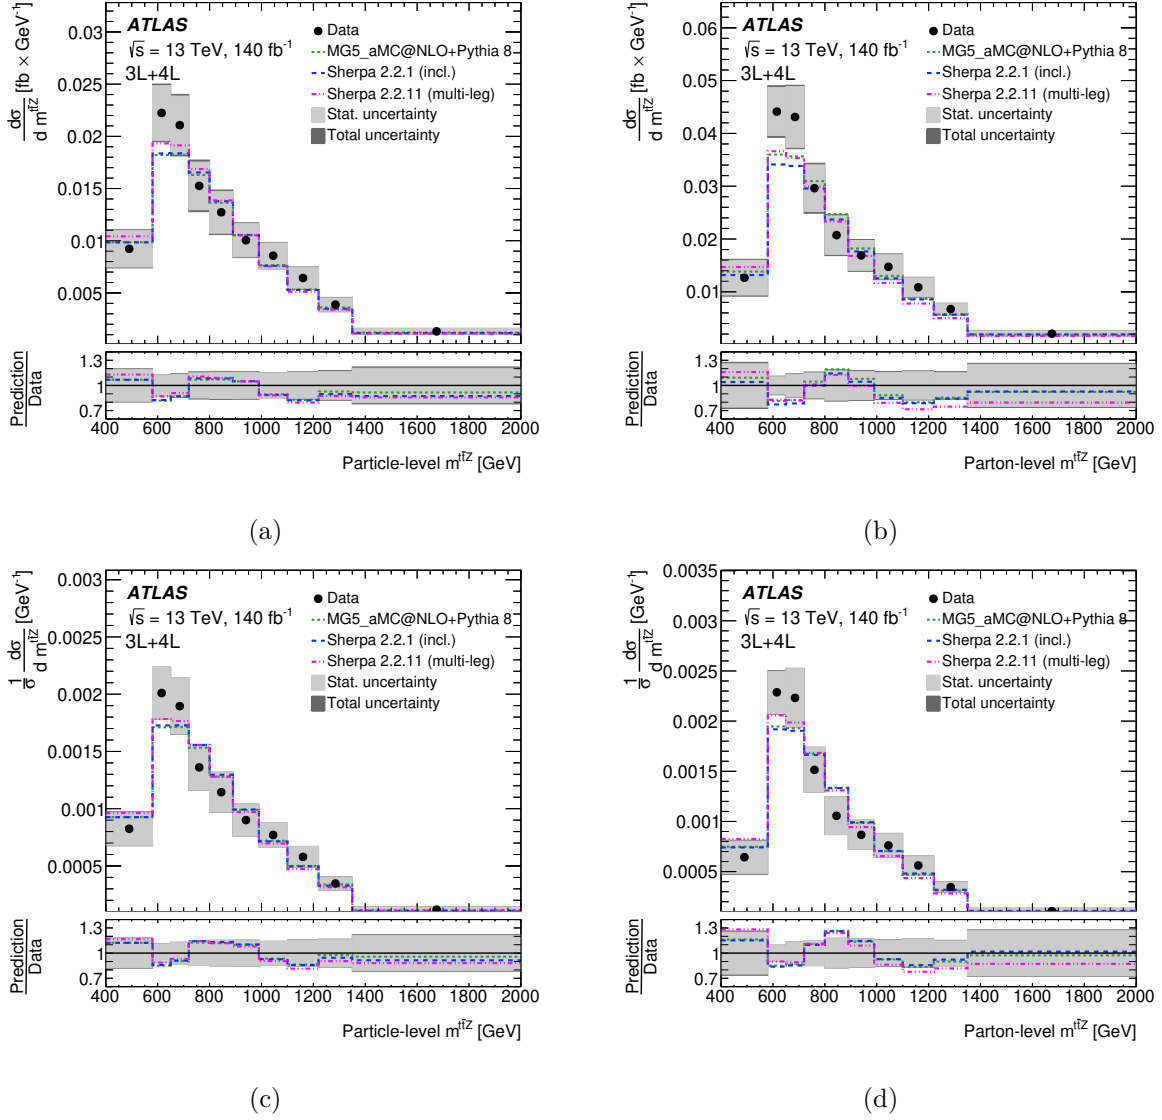 ATLAS
√s = 13 TeV, 140 fb⁻¹
3L+4L
Data
MG5_aMC@NLO+Pythia 8
Sherpa 2.2.1 (incl.)
Sherpa 2.2.11 (multi-leg)
Stat. uncertainty
Total uncertainty
dσ / d m^{tt̄Z} [fb × GeV⁻¹]
0.03
0.025
0.02
0.015
0.01
0.005
Prediction / Data
1.3
1
0.7
400 600 800 1000 1200 1400 1600 1800 2000
Particle-level m^{tt̄Z} [GeV]
(a)
ATLAS
√s = 13 TeV, 140 fb⁻¹
3L+4L
Data
MG5_aMC@NLO+Pythia 8
Sherpa 2.2.1 (incl.)
Sherpa 2.2.11 (multi-leg)
Stat. uncertainty
Total uncertainty
dσ / d m^{tt̄Z} [fb × GeV⁻¹]
0.06
0.05
0.04
0.03
0.02
0.01
Prediction / Data
1.3
1
0.7
400 600 800 1000 1200 1400 1600 1800 2000
Parton-level m^{tt̄Z} [GeV]
(b)
ATLAS
√s = 13 TeV, 140 fb⁻¹
3L+4L
Data
MG5_aMC@NLO+Pythia 8
Sherpa 2.2.1 (incl.)
Sherpa 2.2.11 (multi-leg)
Stat. uncertainty
Total uncertainty
1/σ dσ / d m^{tt̄Z} [GeV⁻¹]
0.003
0.0025
0.002
0.0015
0.001
0.0005
Prediction / Data
1.3
1
0.7
400 600 800 1000 1200 1400 1600 1800 2000
Particle-level m^{tt̄Z} [GeV]
(c)
ATLAS
√s = 13 TeV, 140 fb⁻¹
3L+4L
Data
MG5_aMC@NLO+Pythia 8
Sherpa 2.2.1 (incl.)
Sherpa 2.2.11 (multi-leg)
Stat. uncertainty
Total uncertainty
1/σ dσ / d m^{tt̄Z} [GeV⁻¹]
0.0035
0.003
0.0025
0.002
0.0015
0.001
0.0005
Prediction / Data
1.3
1
0.7
400 600 800 1000 1200 1400 1600 1800 2000
Parton-level m^{tt̄Z} [GeV]
(d)